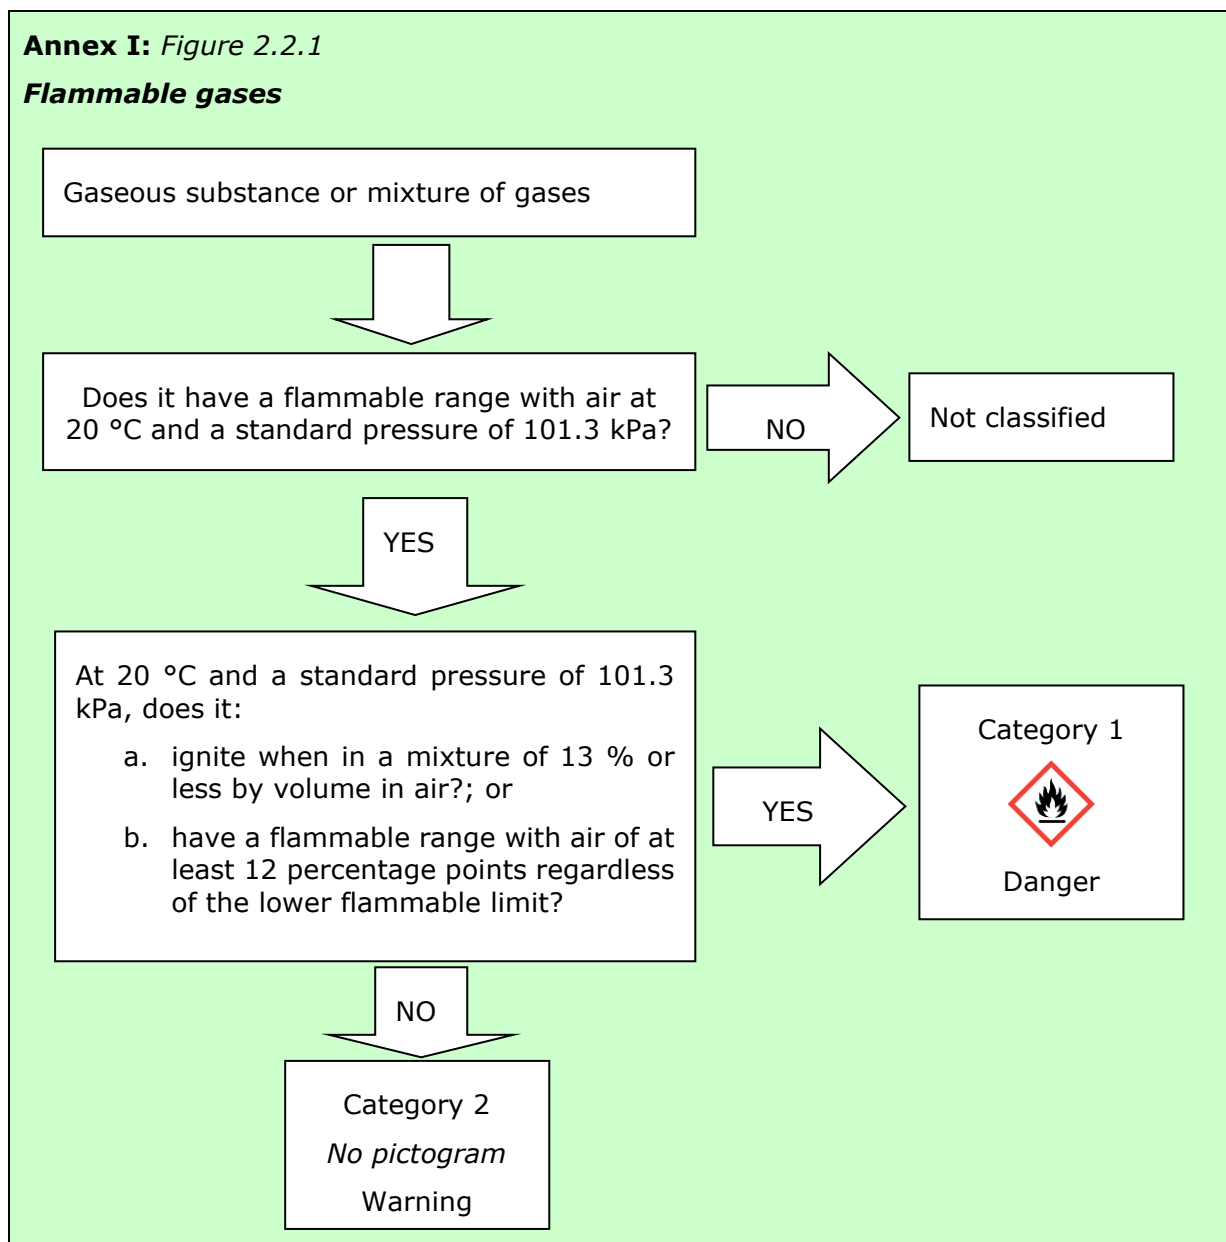 Annex I: Figure 2.2.1
Flammable gases
Gaseous substance or mixture of gases
Does it have a flammable range with air at
20 °C and a standard pressure of 101.3 kPa?
NO
Not classified
YES
At 20 °C and a standard pressure of 101.3
kPa, does it:
a. ignite when in a mixture of 13 % or
less by volume in air?; or
b. have a flammable range with air of at
least 12 percentage points regardless
of the lower flammable limit?
YES
Category 1
Danger
NO
Category 2
No pictogram
Warning